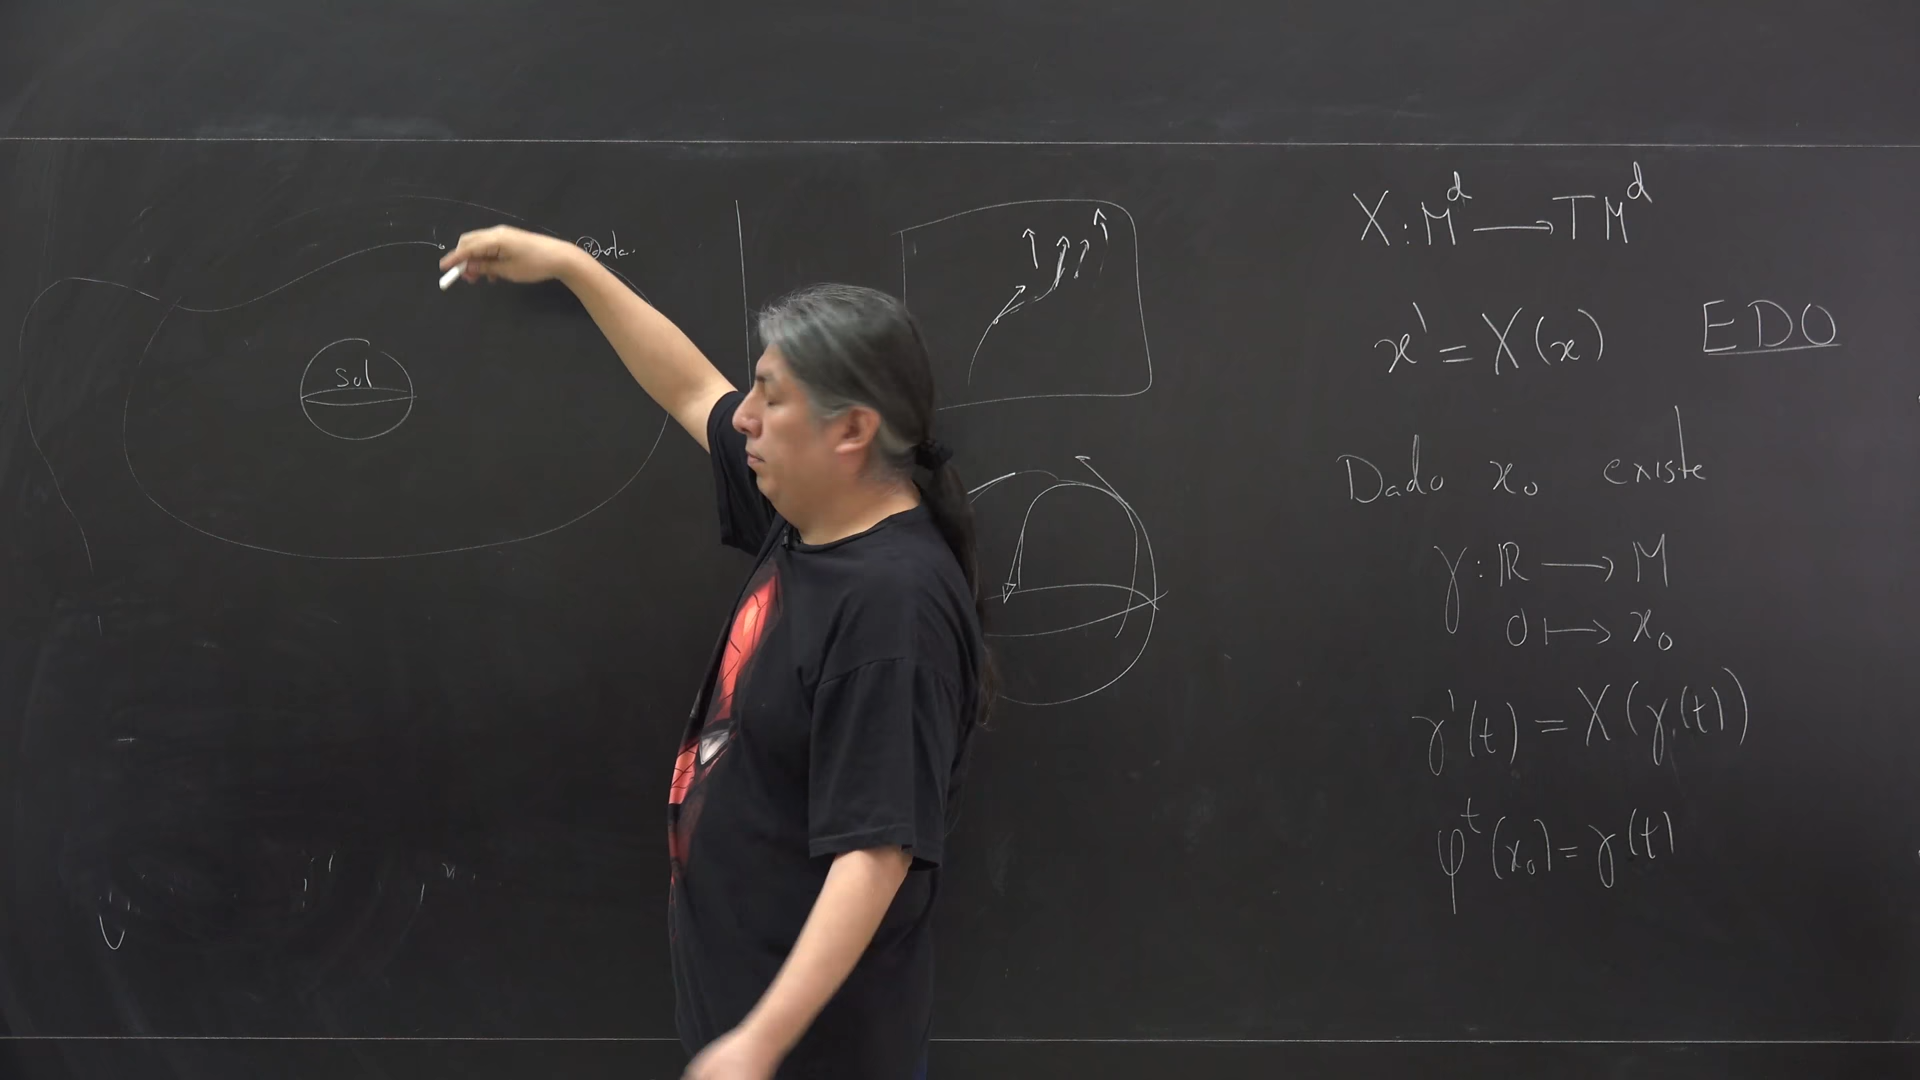 Sol
X : M^d ⟶ TM^d
x' = X(x) EDO
Dado x₀ existe
γ : ℝ ⟶ M
0 ⟼ x₀
γ'(t) = X(γ(t))
φ^t(x₀) = γ(t)